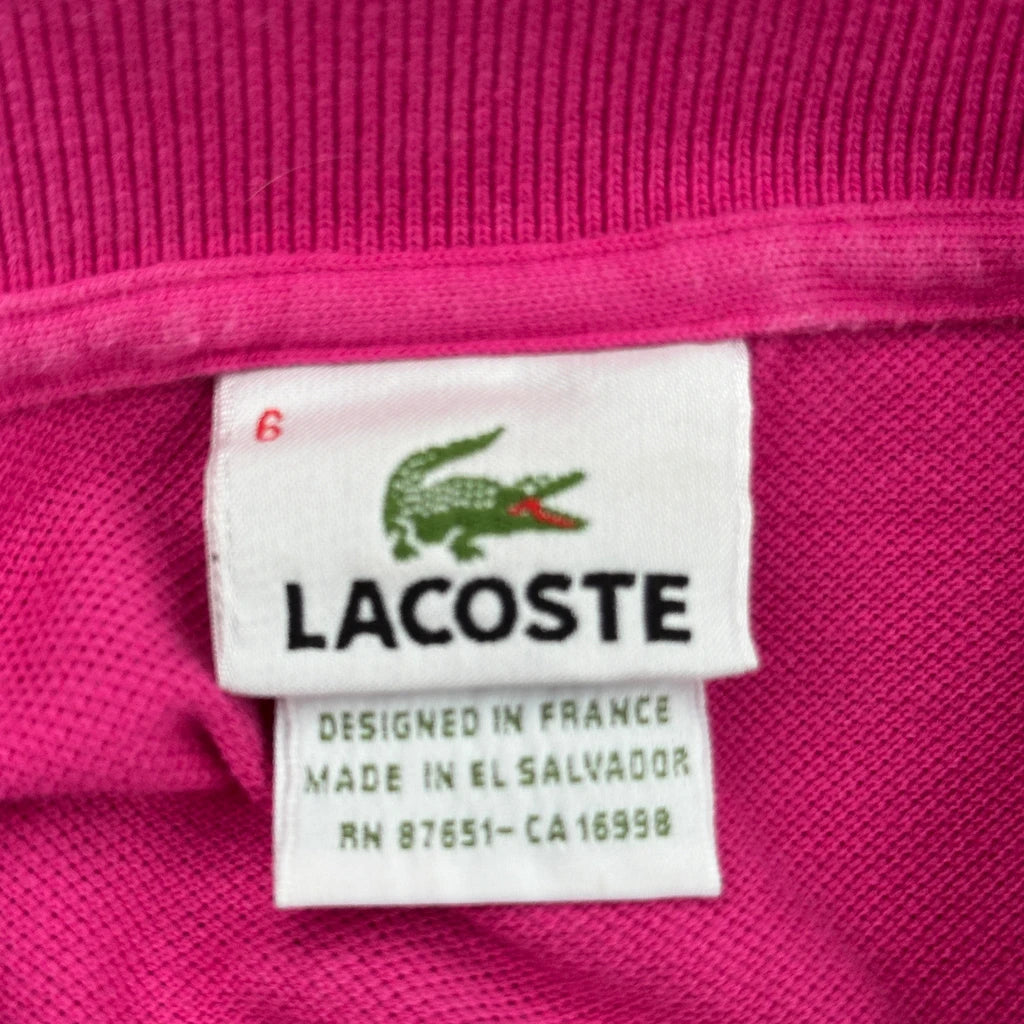 6
LACOSTE
DESIGNED IN FRANCE
MADE IN EL SALVADOR
RN 87651-CA 16998